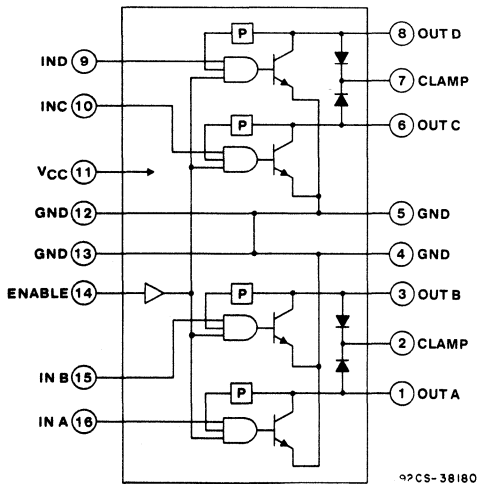 P 8 OUT D
IND 9
7 CLAMP
INC 10
P 6 OUT C
VCC 11
GND 12 5 GND
GND 13 4 GND
ENABLE 14 P 3 OUT B
2 CLAMP
IN B 15
P 1 OUT A
IN A 16
92CS-38180